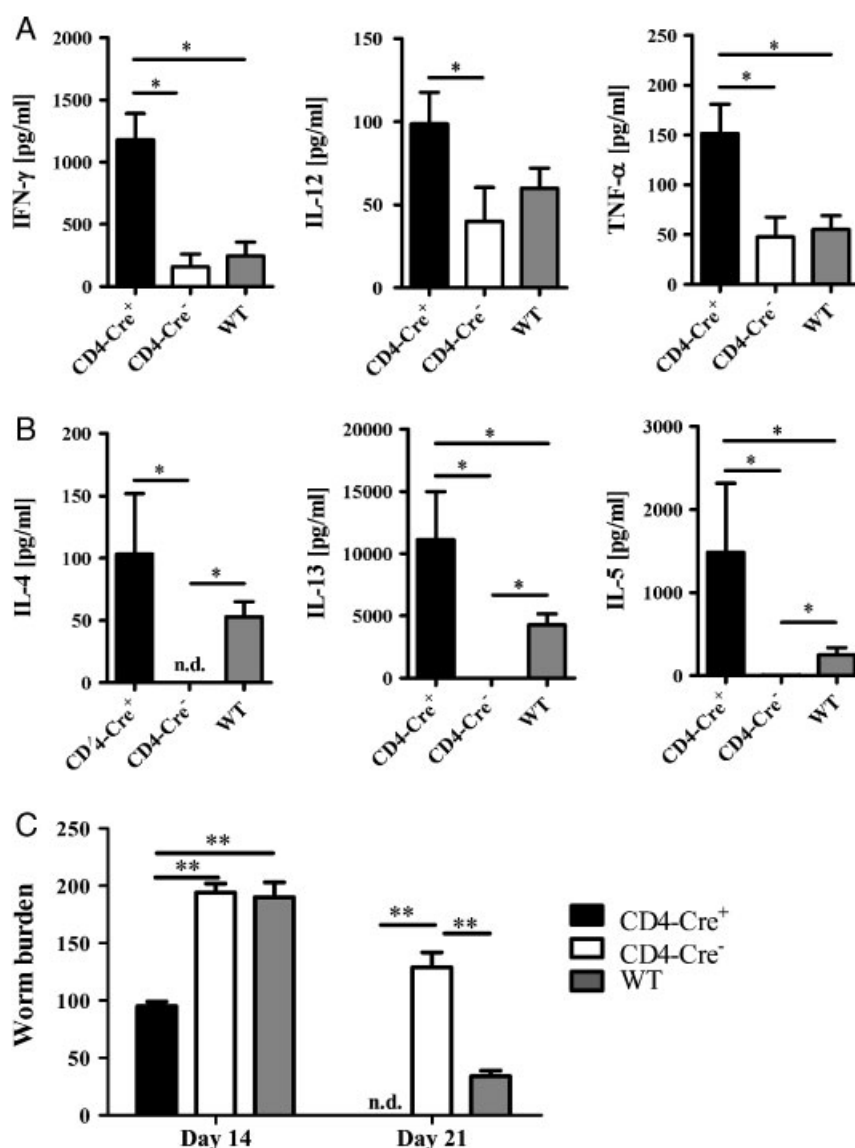 A
IFN-γ [pg/ml]
2000
1500
1000
500
0
*
*
CD4-Cre⁺
CD4-Cre⁻
WT
IL-12 [pg/ml]
150
100
50
0
*
CD4-Cre⁺
CD4-Cre⁻
WT
TNF-α [pg/ml]
250
200
150
100
50
0
*
*
CD4-Cre⁺
CD4-Cre⁻
WT
B
IL-4 [pg/ml]
200
150
100
50
0
*
*
n.d.
CD'4-Cre⁺
CD4-Cre⁻
WT
IL-13 [pg/ml]
20000
15000
10000
5000
0
*
*
*
CD4-Cre⁺
CD4-Cre⁻
WT
IL-5 [pg/ml]
3000
2000
1000
0
*
*
*
CD4-Cre⁺
CD4-Cre⁻
WT
C
Worm burden
250
200
150
100
50
0
**
**
** **
n.d.
Day 14 Day 21
CD4-Cre⁺
CD4-Cre⁻
WT